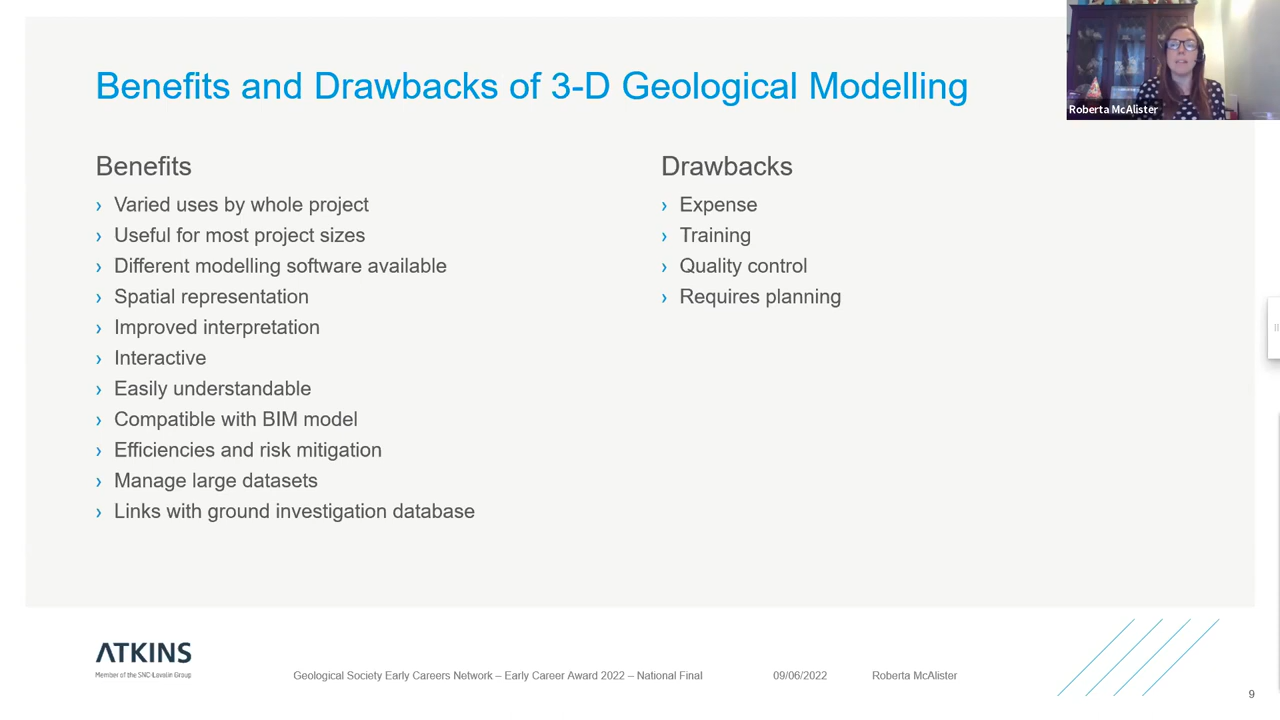 Benefits and Drawbacks of 3-D Geological Modelling
Roberta McAlister
Benefits
› Varied uses by whole project
› Useful for most project sizes
› Different modelling software available
› Spatial representation
› Improved interpretation
› Interactive
› Easily understandable
› Compatible with BIM model
› Efficiencies and risk mitigation
› Manage large datasets
› Links with ground investigation database
Drawbacks
› Expense
› Training
› Quality control
› Requires planning
ATKINS
Member of the SNC-Lavalin Group
Geological Society Early Careers Network – Early Career Award 2022 – National Final
09/06/2022
Roberta McAlister
9